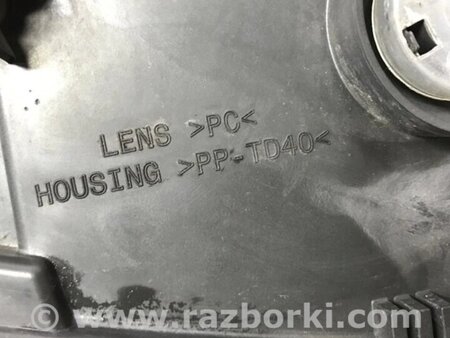 LENS >PC<
HOUSING >PP-TD40<
www.razborki.com